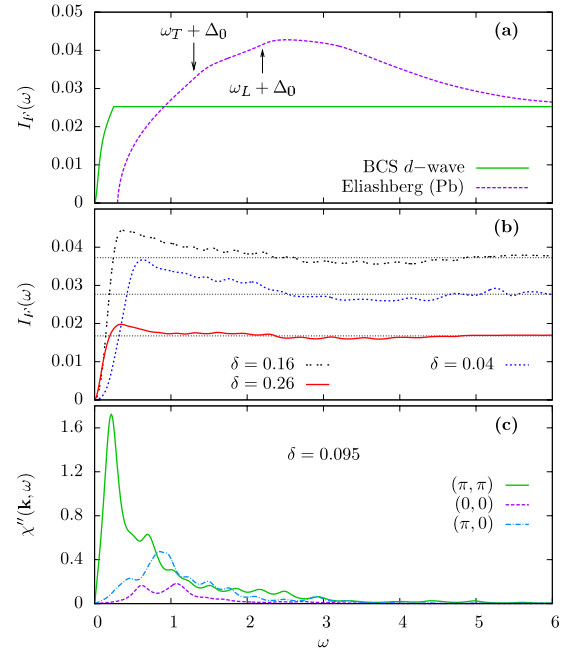 0.05
(a)
ω_T + Δ_0
0.04
0.03
ω_L + Δ_0
I_F(ω)
0.02
BCS d−wave
0.01
Eliashberg (Pb)
0
(b)
0.04
0.03
I_F(ω)
0.02
0.01
δ = 0.16
δ = 0.04
δ = 0.26
0
(c)
1.6
δ = 0.095
1.2
(π, π)
χ′′(k, ω)
(0, 0)
0.8
(π, 0)
0.4
0
0 1 2 3 4 5 6
ω